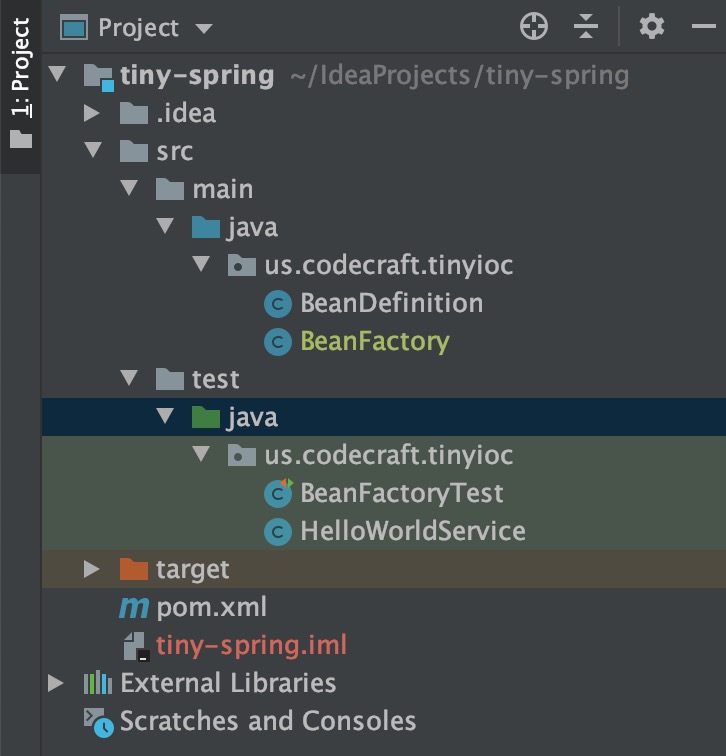 1: Project
Project
tiny-spring ~/IdeaProjects/tiny-spring
.idea
src
main
java
us.codecraft.tinyioc
C BeanDefinition
C BeanFactory
test
java
us.codecraft.tinyioc
C BeanFactoryTest
C HelloWorldService
target
m pom.xml
tiny-spring.iml
External Libraries
Scratches and Consoles